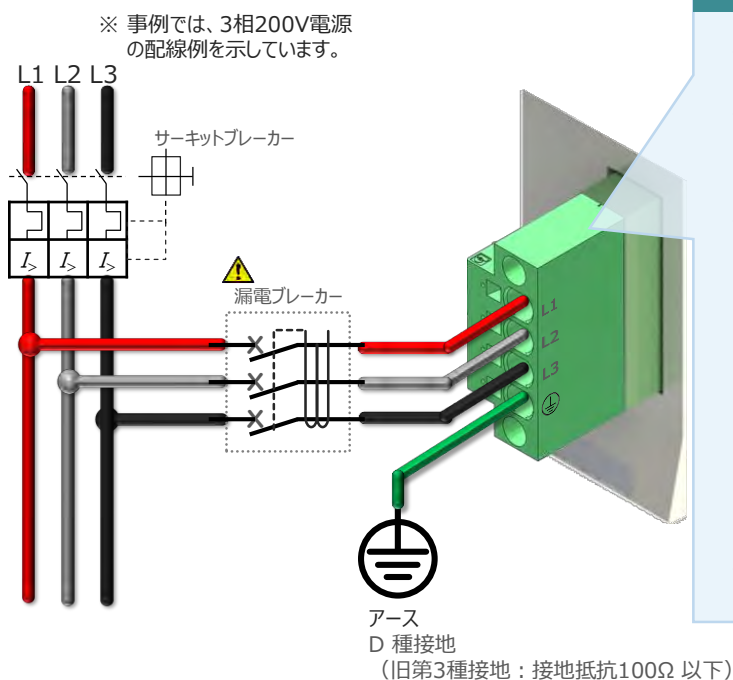 ※ 事例では、3相200V電源
の配線例を示しています。
L1 L2 L3
サーキットブレーカー
I> I> I>
漏電ブレーカー
L1
L2
L3
アース
D 種接地
（旧第3種接地：接地抵抗100Ω 以下）